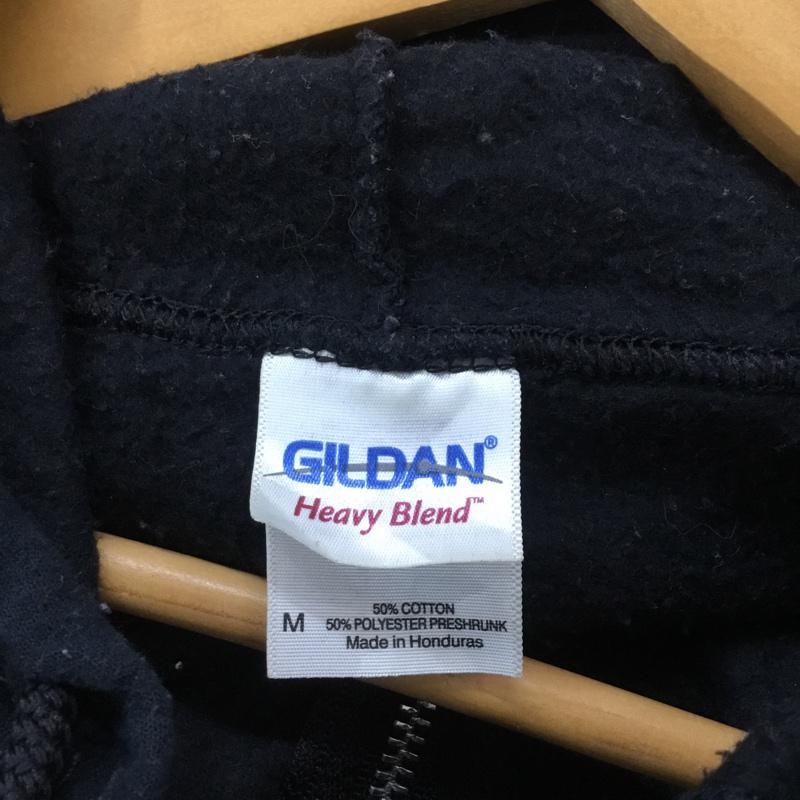 GILDAN®
Heavy Blend™
M
50% COTTON
50% POLYESTER PRESHRUNK
Made in Honduras